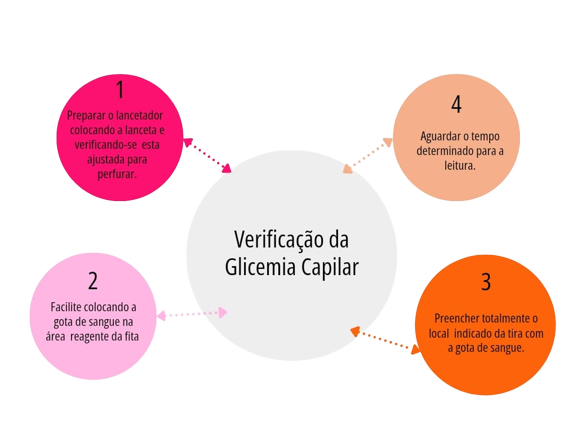 1
Preparar o lancetador
colocando a lanceta e
verificando-se esta
ajustada para
perfurar.
2
Facilite colocando a
gota de sangue na
área reagente da fita
Verificação da
Glicemia Capilar
4
Aguardar o tempo
determinado para a
leitura.
3
Preencher totalmente o
local indicado da tira com
a gota de sangue.